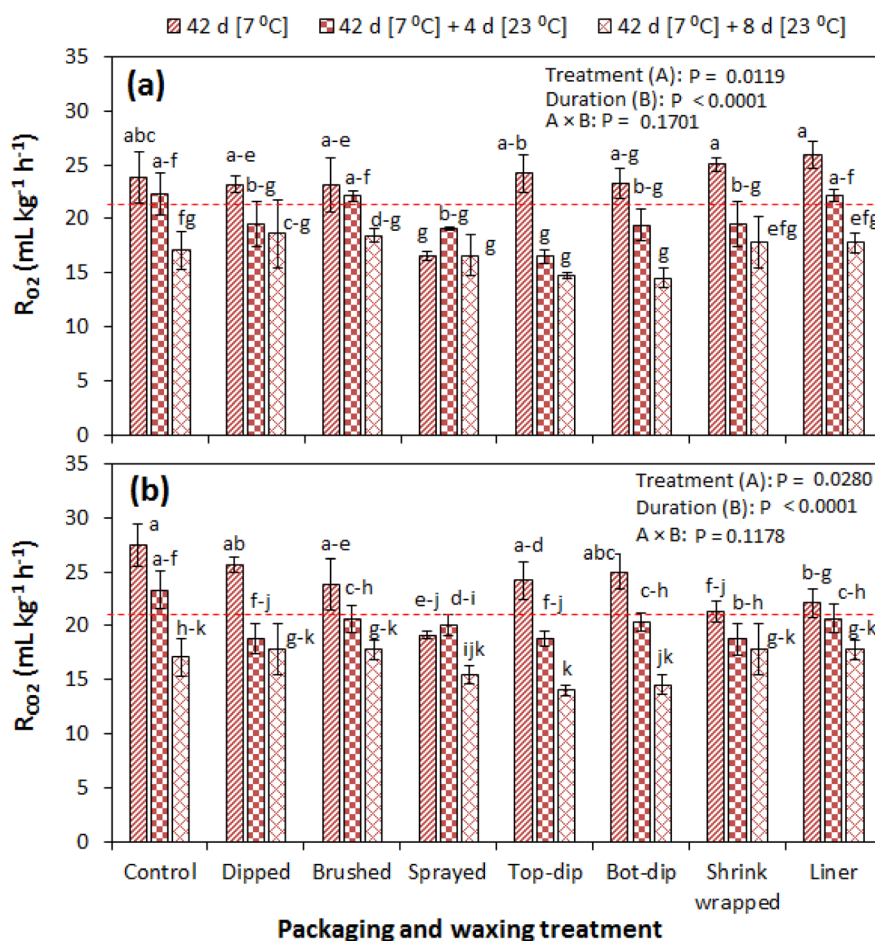 42 d [7 ⁰C] 42 d [7 ⁰C] + 4 d [23 ⁰C] 42 d [7 ⁰C] + 8 d [23 ⁰C]
(a)
Treatment (A): P = 0.0119
Duration (B): P < 0.0001
A × B: P = 0.1701
35
30
25
20
15
10
5
0
R_O2 (mL kg⁻¹ h⁻¹)
abc a-f fg
a-e b-g c-g
a-e a-f d-g
g b-g g
a-b g g
a-g b-g g
a b-g efg
a a-f efg
(b)
Treatment (A): P = 0.0280
Duration (B): P < 0.0001
A × B: P = 0.1178
35
30
25
20
15
10
5
0
R_CO2 (mL kg⁻¹ h⁻¹)
a a-f h-k
ab f-j g-k
a-e c-h g-k
e-j d-i ijk
a-d f-j k
abc c-h jk
f-j b-h g-k
b-g c-h g-k
Control Dipped Brushed Sprayed Top-dip Bot-dip Shrink Liner
wrapped
Packaging and waxing treatment